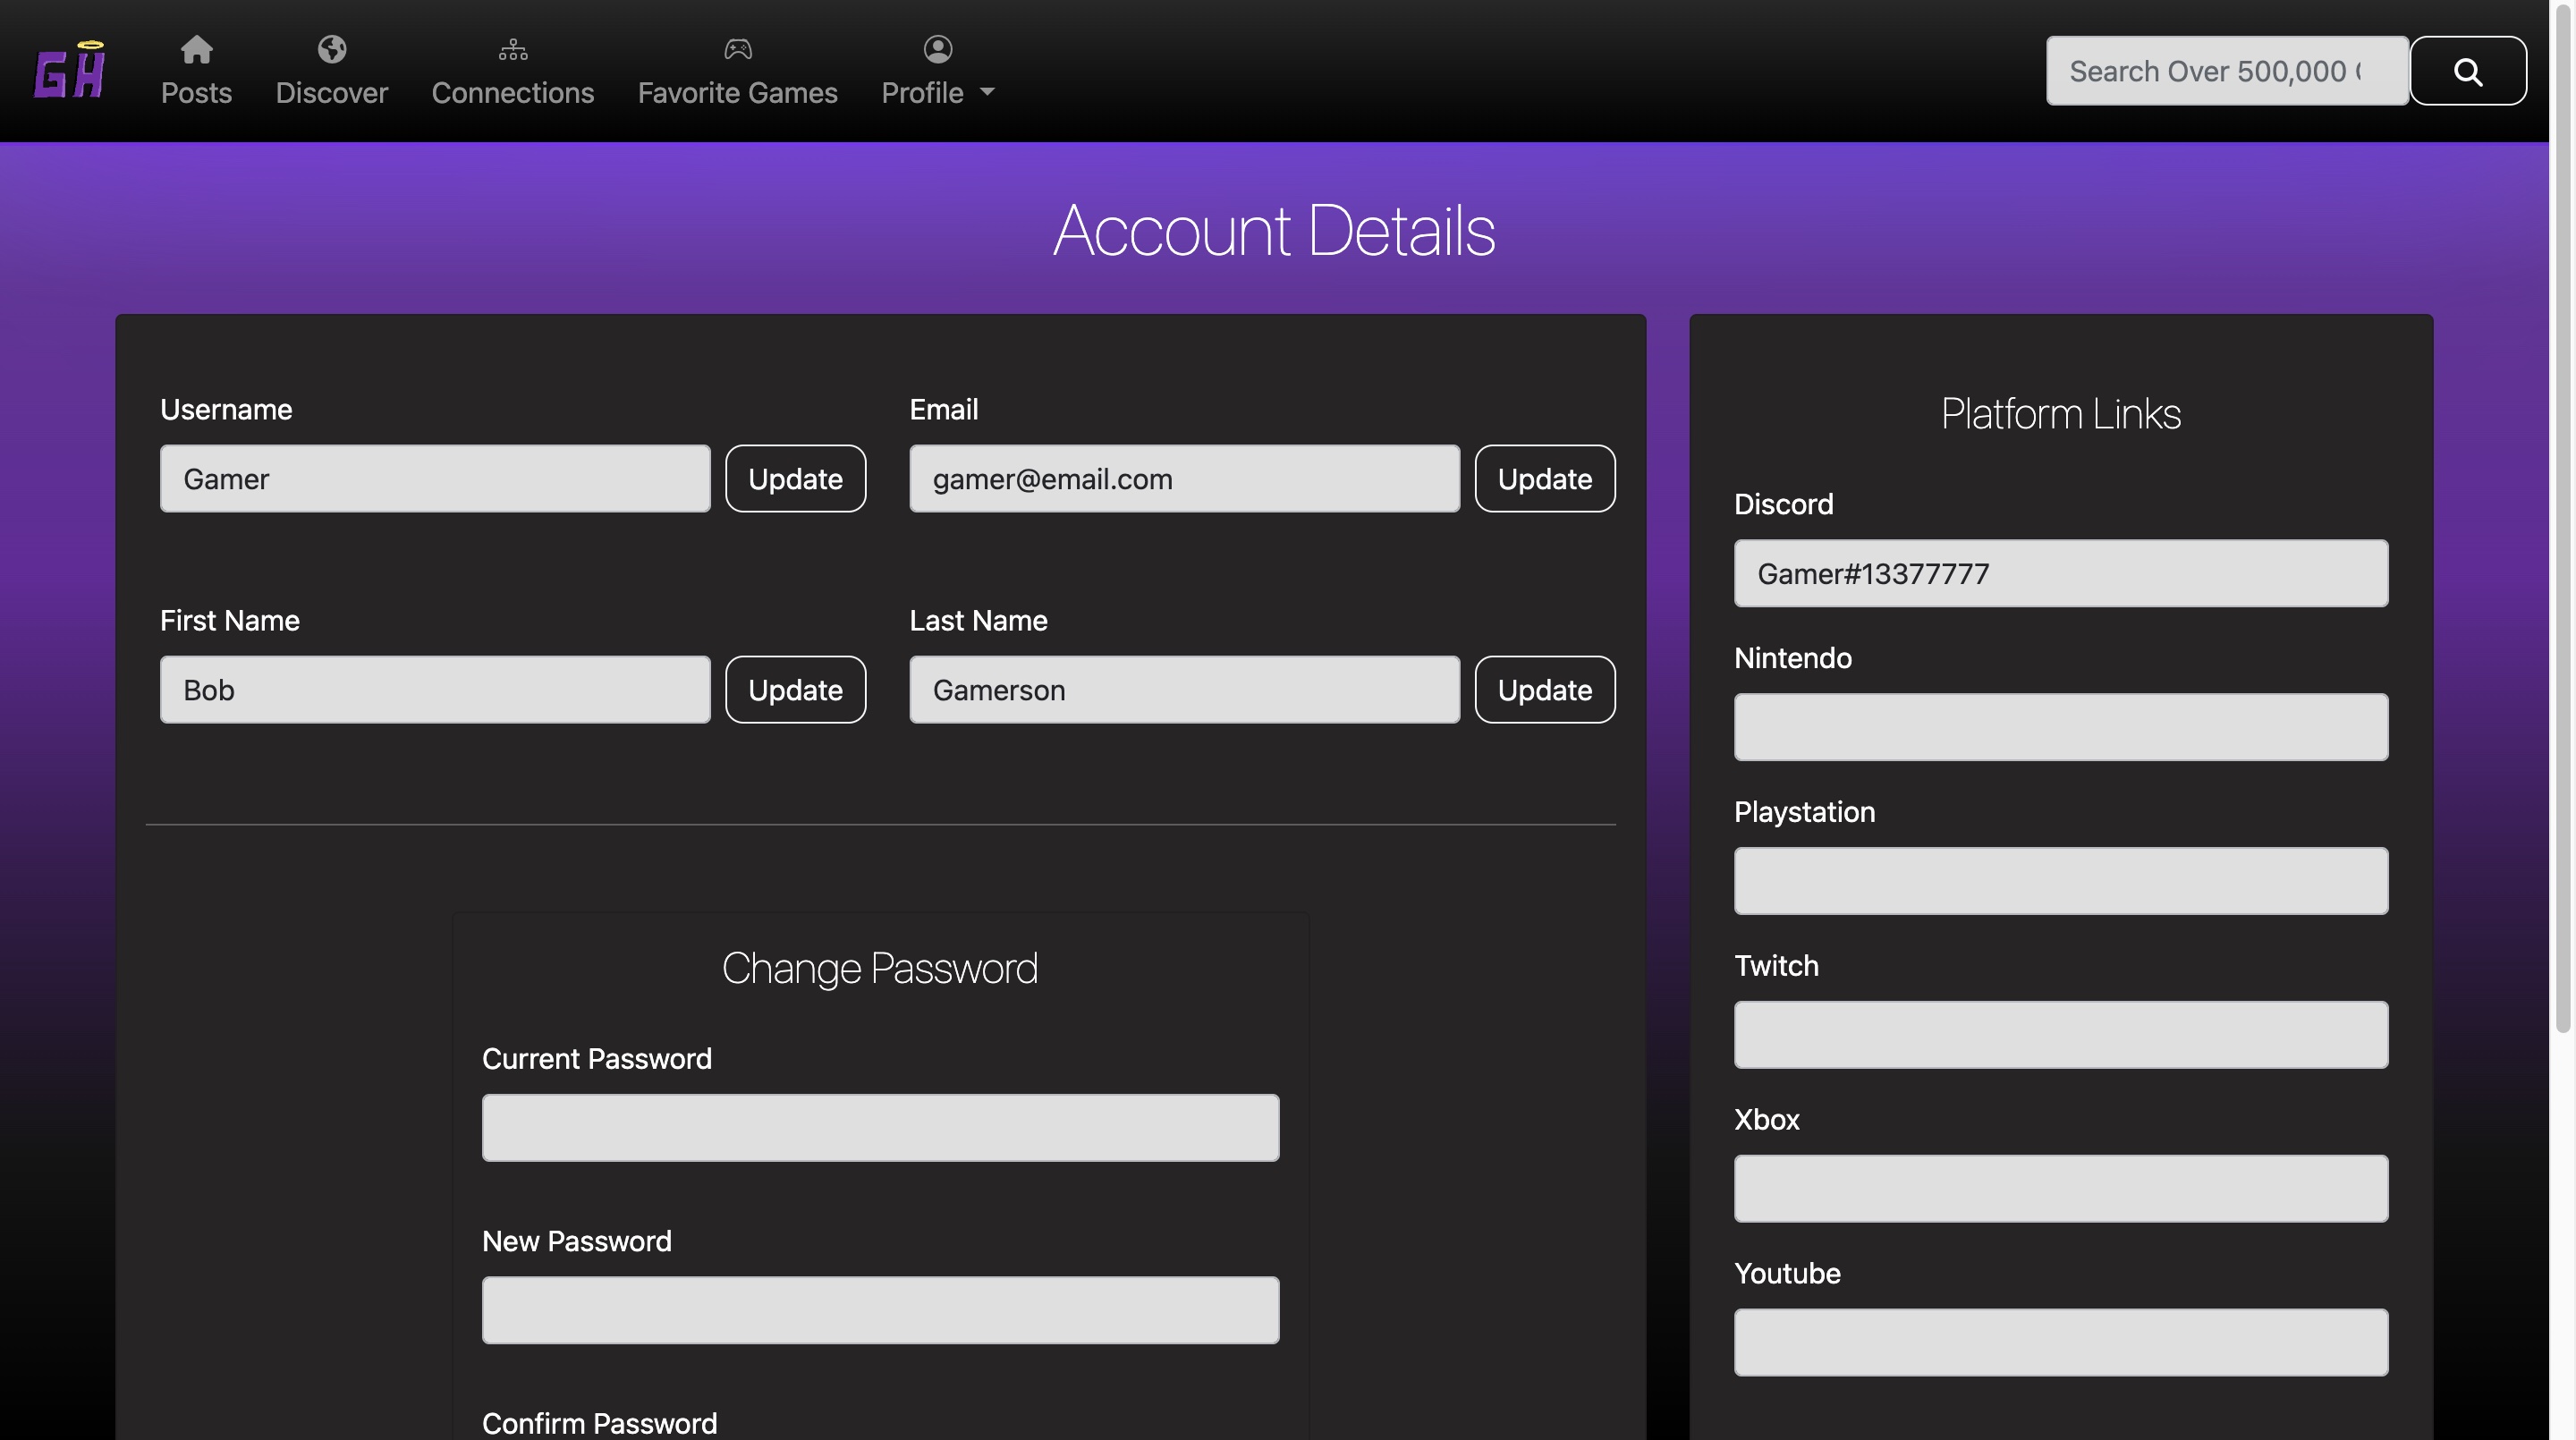 GH
Posts
Discover
Connections
Favorite Games
Profile
Search Over 500,000
Account Details
Username
Email
Gamer
Update
gamer@email.com
Update
First Name
Last Name
Bob
Update
Gamerson
Update
Change Password
Current Password
New Password
Confirm Password
Platform Links
Discord
Gamer#13377777
Nintendo
Playstation
Twitch
Xbox
Youtube